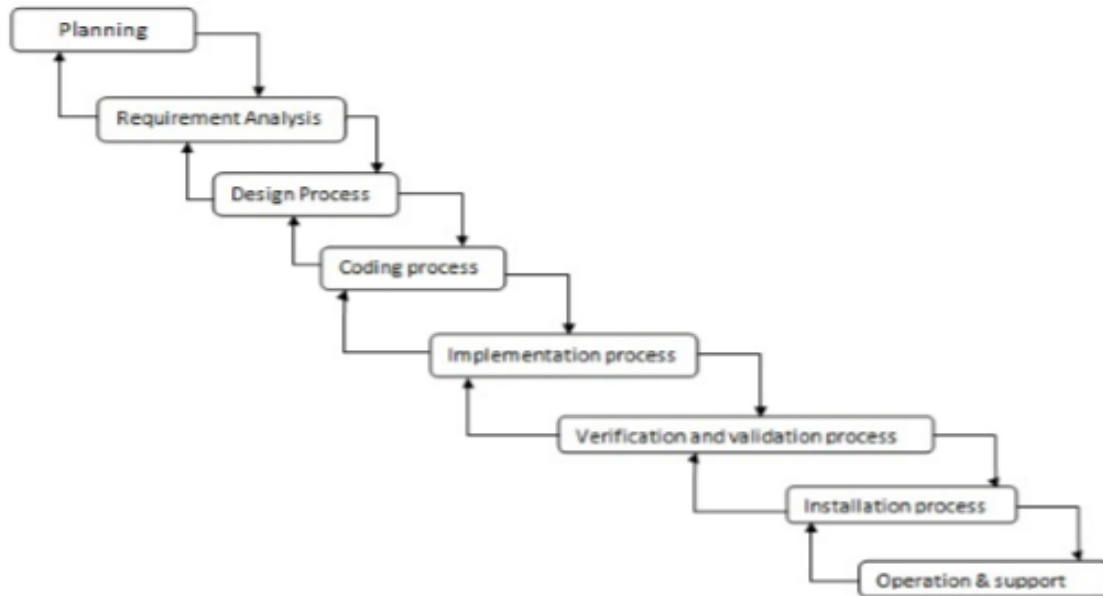 Planning
Requirement Analysis
Design Process
Coding process
Implementation process
Verification and validation process
Installation process
Operation & support